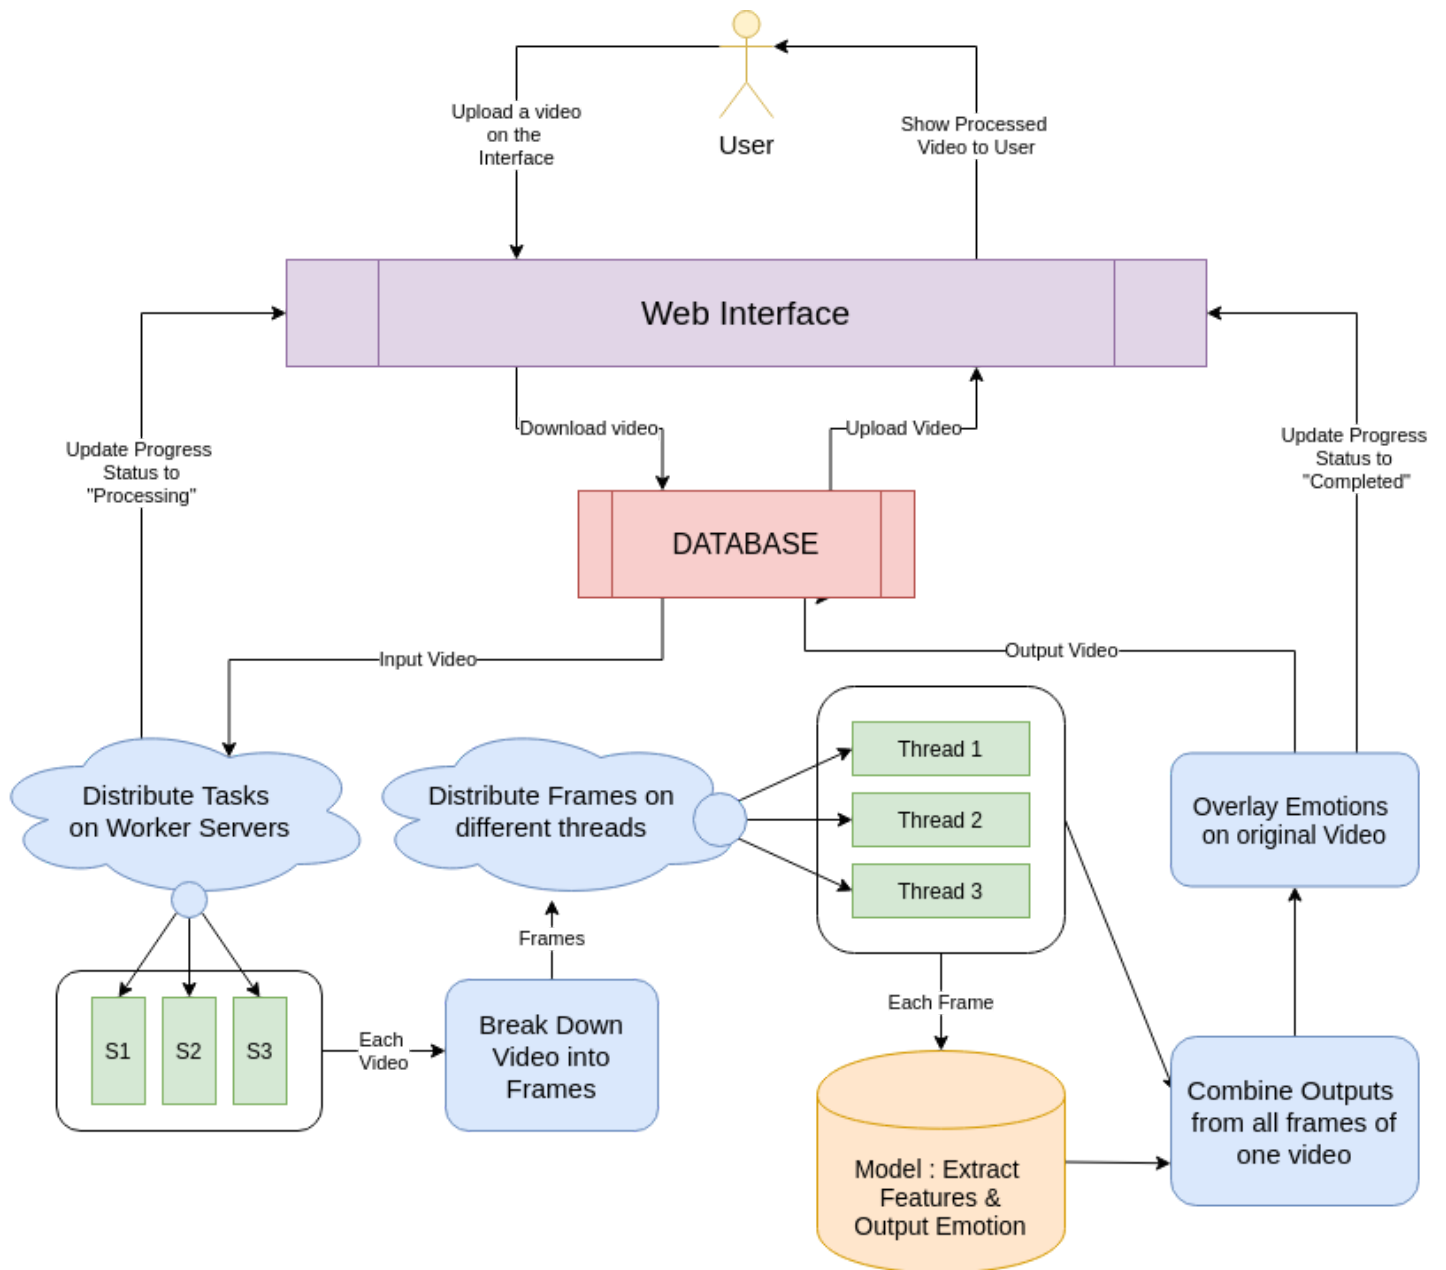 Upload a video
on the
Interface
User
Show Processed
Video to User
Web Interface
Update Progress
Status to
"Processing"
Download video
Upload Video
Update Progress
Status to
"Completed"
DATABASE
Input Video
Output Video
Distribute Tasks
on Worker Servers
Distribute Frames on
different threads
Thread 1
Thread 2
Thread 3
Overlay Emotions
on original Video
Frames
Each Frame
S1
S2
S3
Each
Video
Break Down
Video into
Frames
Model : Extract
Features &
Output Emotion
Combine Outputs
from all frames of
one video